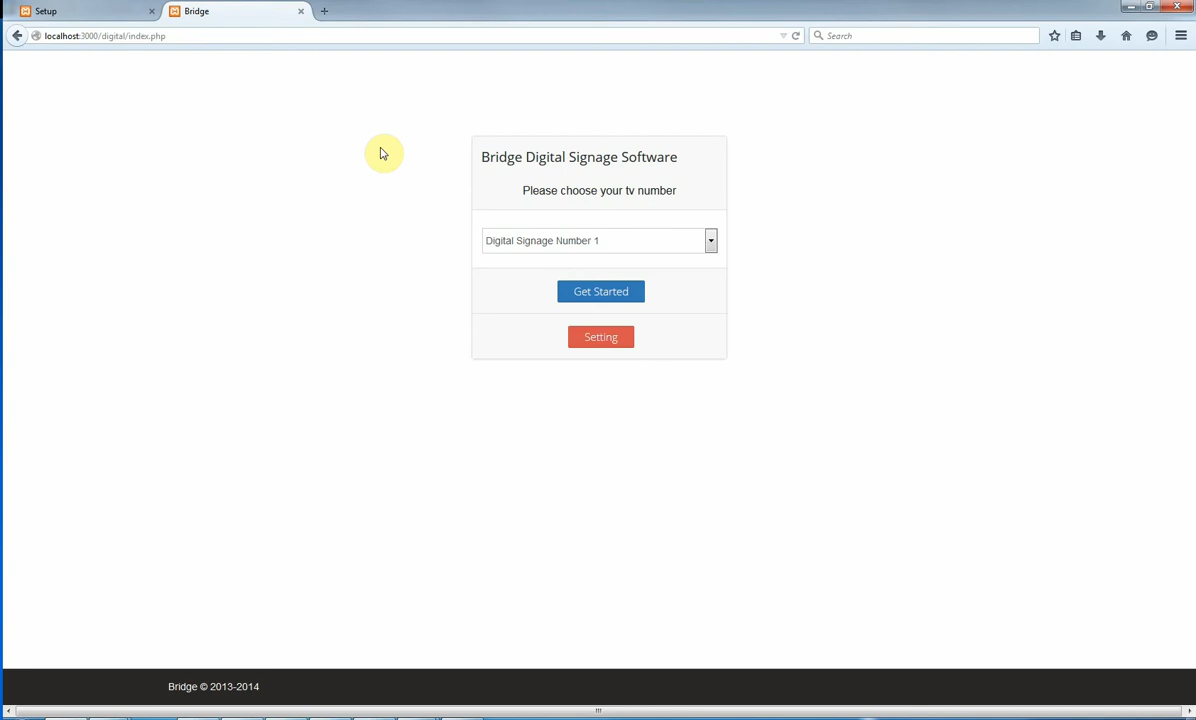 Setup
Bridge
localhost:3000/digital/index.php
Search
Bridge Digital Signage Software
Please choose your tv number
Digital Signage Number 1
Get Started
Setting
Bridge © 2013-2014